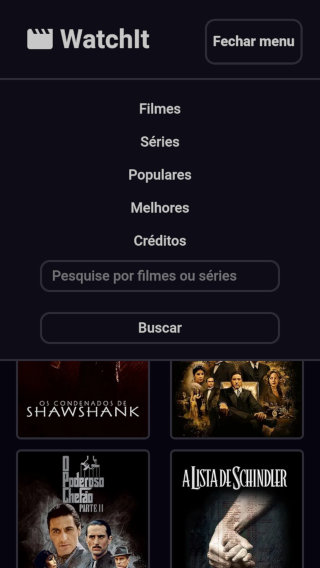 WatchIt
Fechar menu
Filmes
Séries
Populares
Melhores
Créditos
Pesquise por filmes ou séries
Buscar
OS CONDENADOS DE
SHAWSHANK
O
Poderoso
Chefão
PARTE II
A LISTA DE SCHINDLER